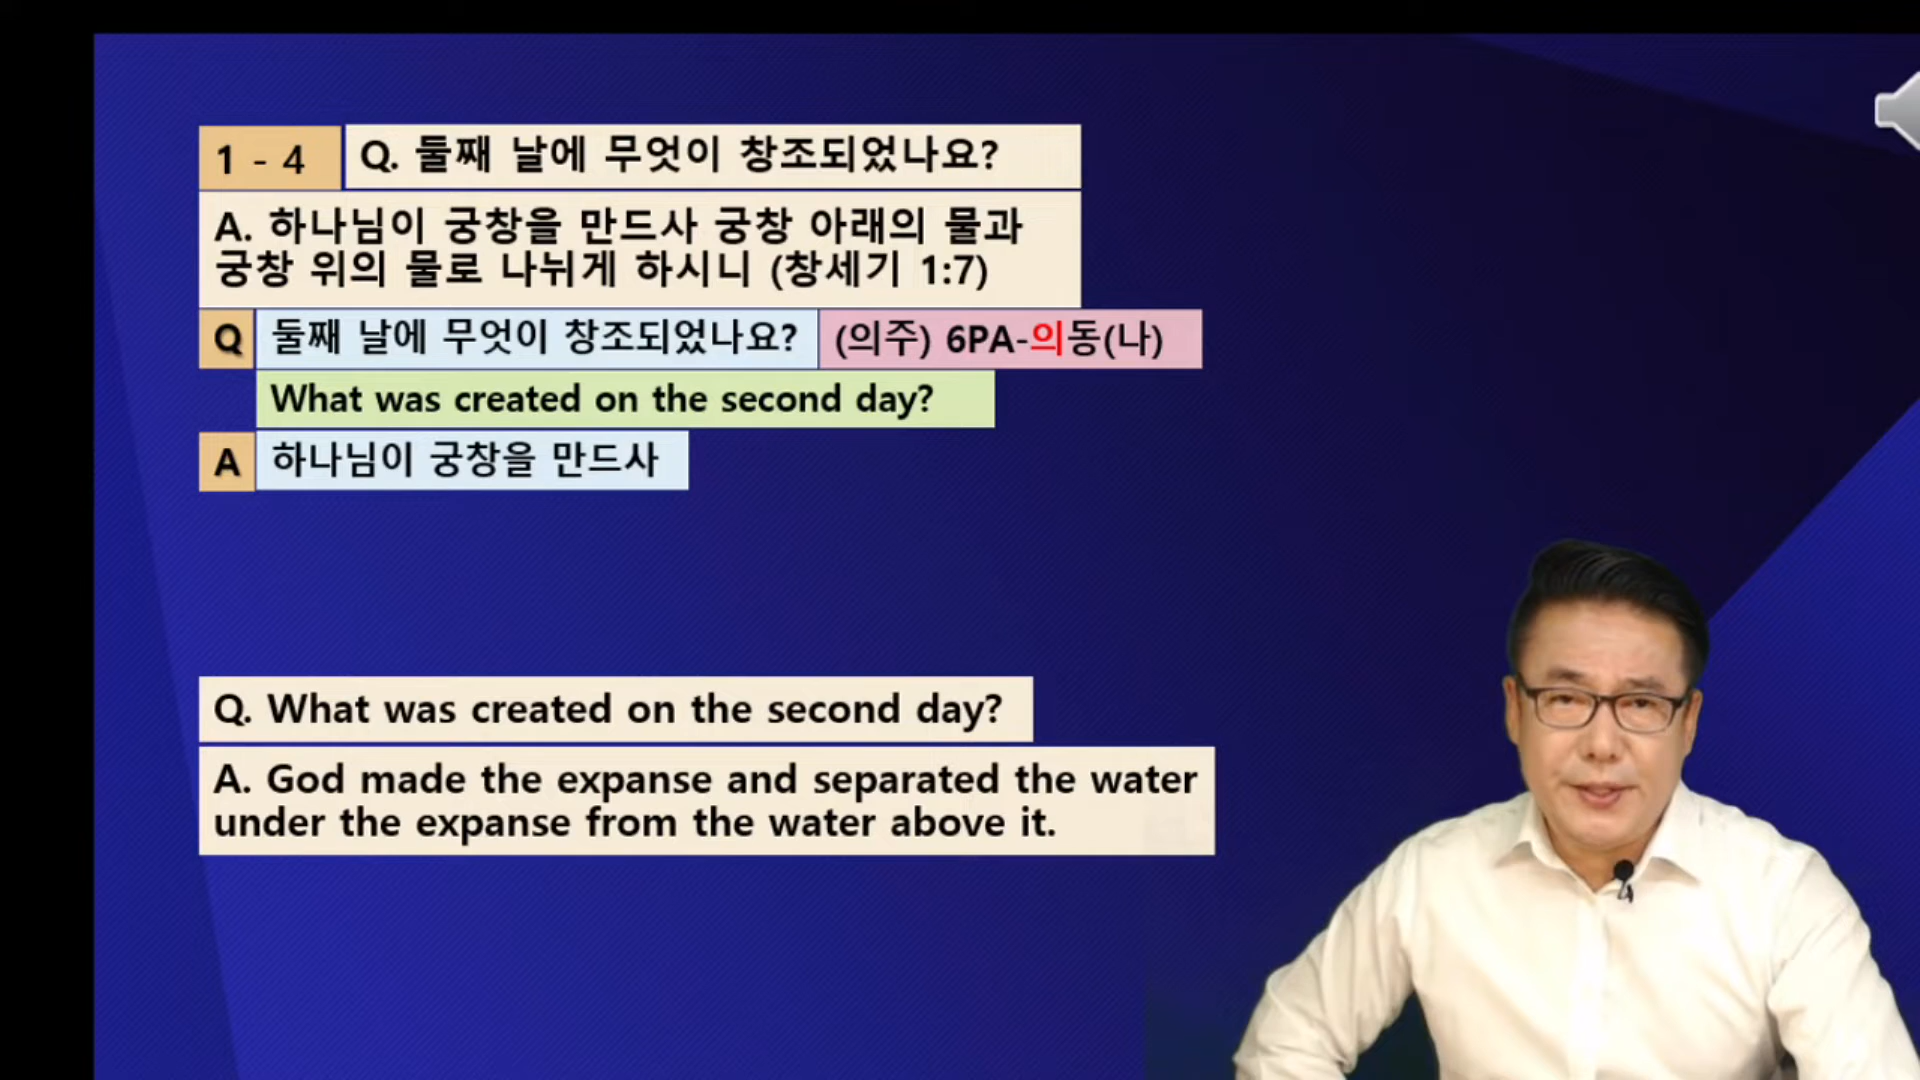 1 - 4
Q. 둘째 날에 무엇이 창조되었나요?
A. 하나님이 궁창을 만드사 궁창 아래의 물과
궁창 위의 물로 나뉘게 하시니 (창세기 1:7)
Q 둘째 날에 무엇이 창조되었나요? (의주) 6PA-의동(나)
What was created on the second day?
A 하나님이 궁창을 만드사
Q. What was created on the second day?
A. God made the expanse and separated the water
under the expanse from the water above it.